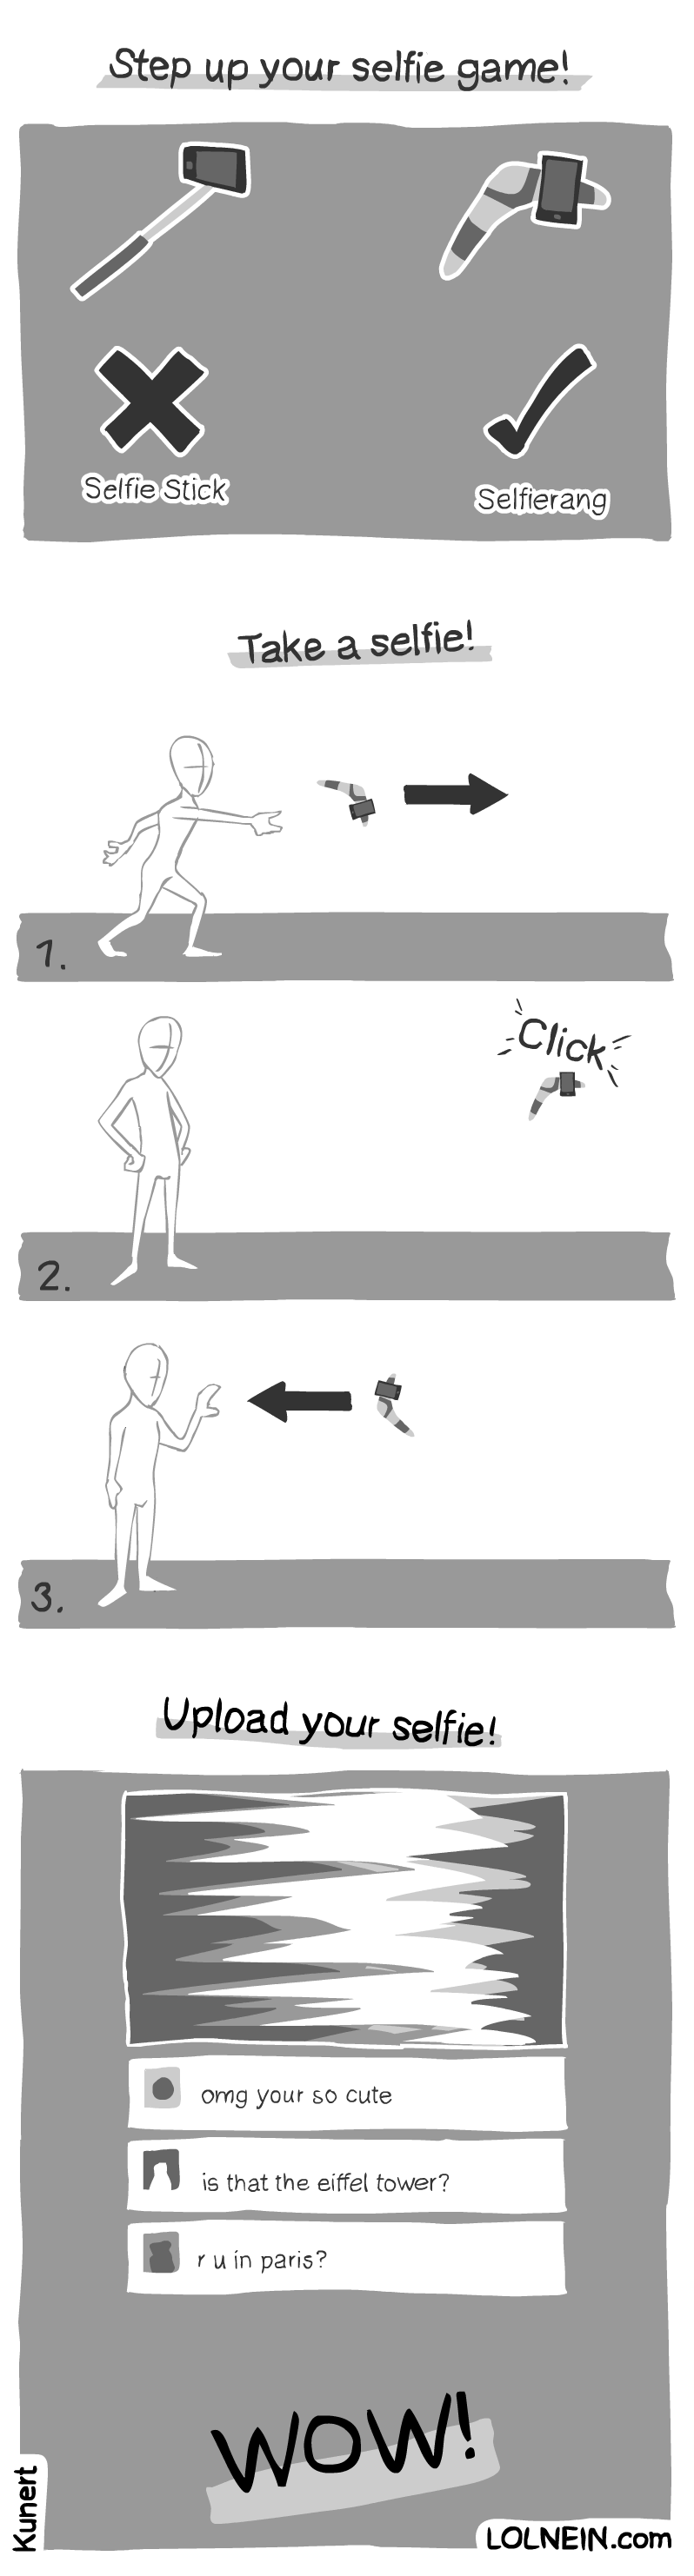 Step up your selfie game!
Selfie Stick
Selfierang
Take a selfie!
1.
Click
2.
3.
Upload your selfie!
omg your so cute
is that the eiffel tower?
r u in paris?
WOW!
Kunert
LOLNEIN.com